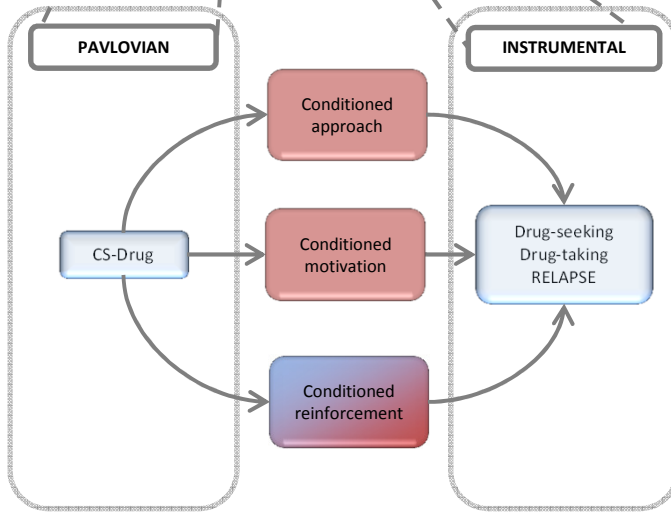 PAVLOVIAN
INSTRUMENTAL
Conditioned
approach
CS-Drug
Conditioned
motivation
Drug-seeking
Drug-taking
RELAPSE
Conditioned
reinforcement